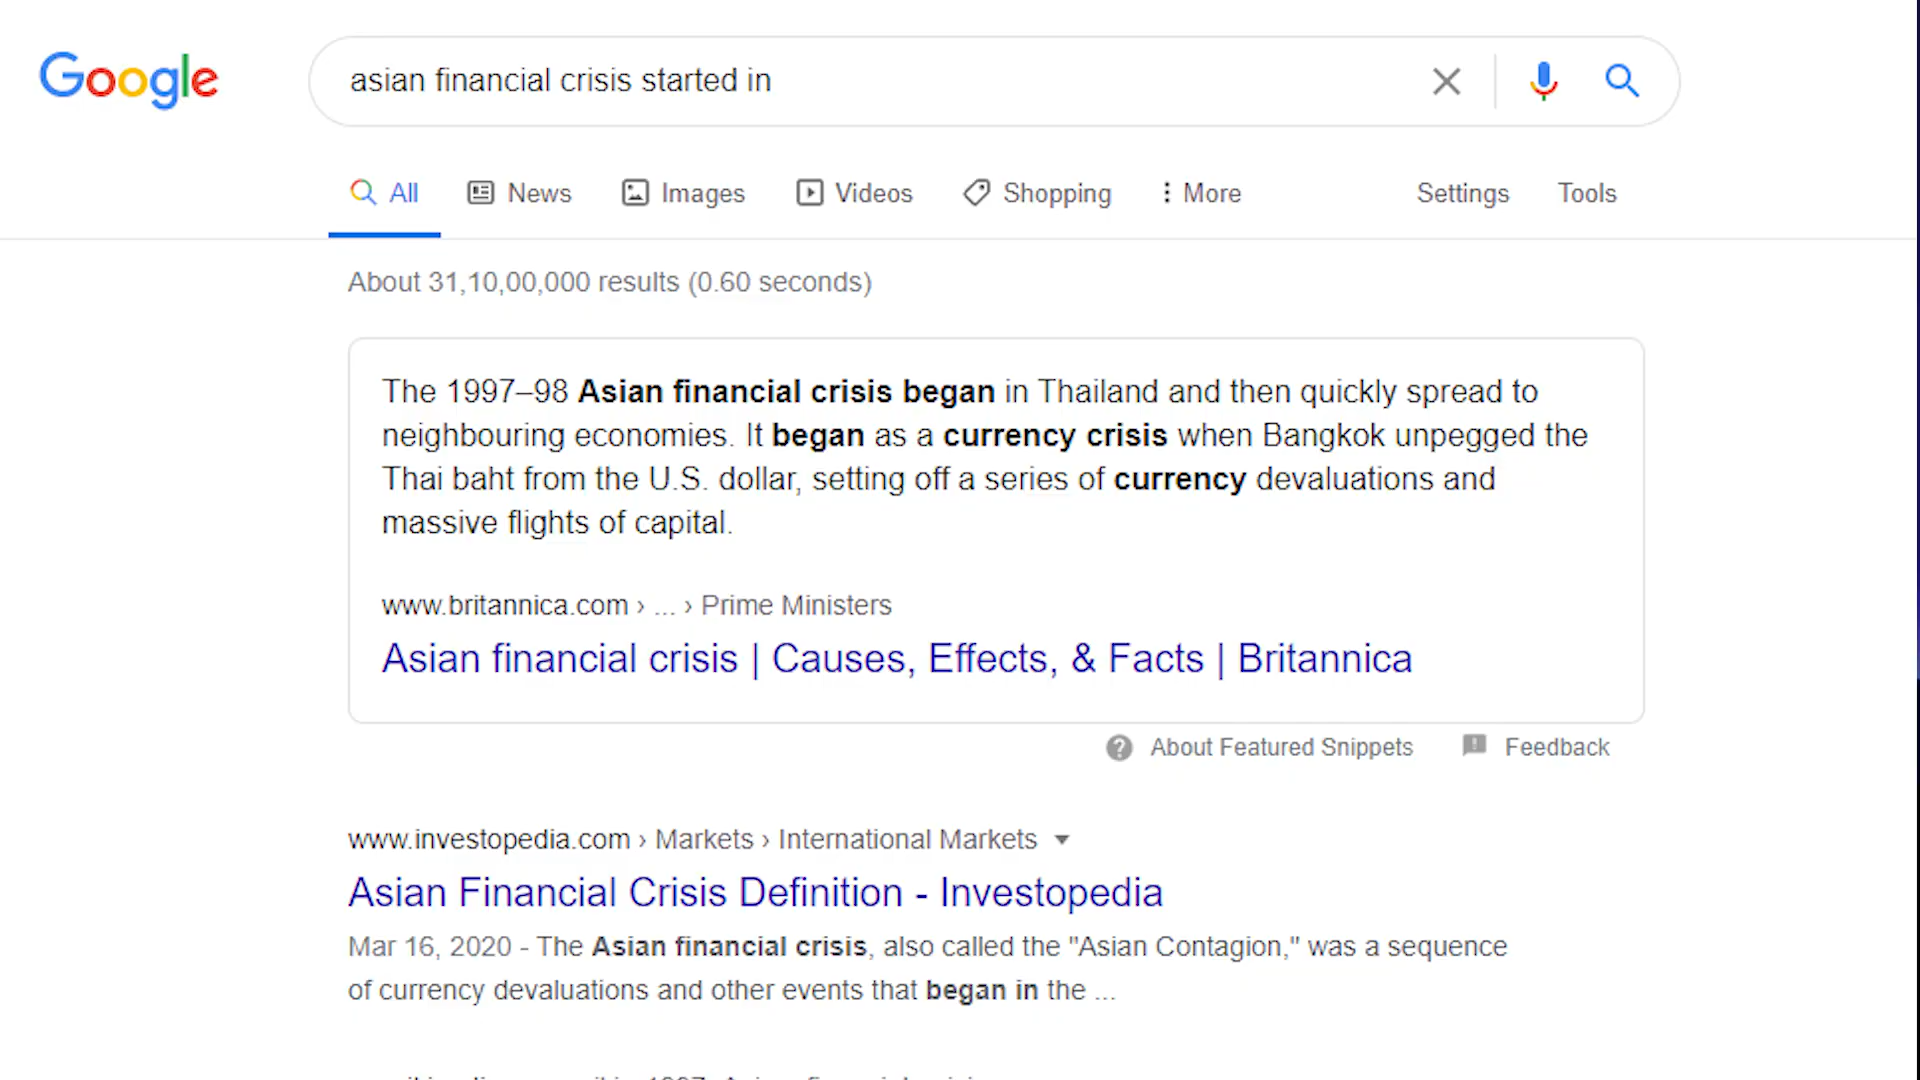 Google
asian financial crisis started in
All News Images Videos Shopping More Settings Tools
About 31,10,00,000 results (0.60 seconds)
The 1997–98 Asian financial crisis began in Thailand and then quickly spread to
neighbouring economies. It began as a currency crisis when Bangkok unpegged the
Thai baht from the U.S. dollar, setting off a series of currency devaluations and
massive flights of capital.
www.britannica.com › ... › Prime Ministers
Asian financial crisis | Causes, Effects, & Facts | Britannica
About Featured Snippets Feedback
www.investopedia.com › Markets › International Markets
Asian Financial Crisis Definition - Investopedia
Mar 16, 2020 - The Asian financial crisis, also called the "Asian Contagion," was a sequence
of currency devaluations and other events that began in the ...